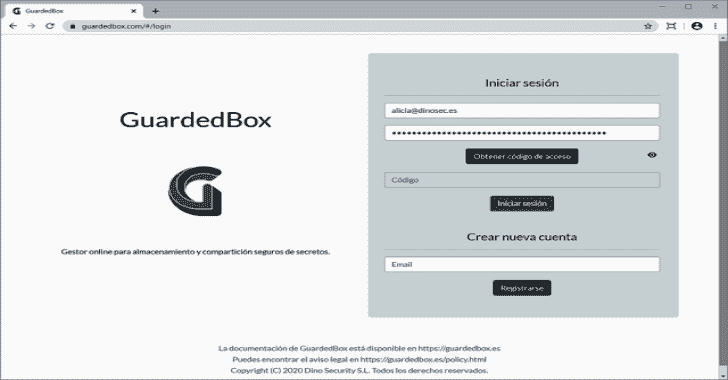 GuardedBox
guardedbox.com/#/login
GuardedBox
Gestor online para almacenamiento y compartición seguros de secretos.
Iniciar sesión
alicia@dinosec.es
Obtener código de acceso
Código
Iniciar sesión
Crear nueva cuenta
Email
Registrarse
La documentación de GuardedBox está disponible en https://guardedbox.es
Puedes encontrar el aviso legal en https://guardedbox.es/policy.html
Copyright (C) 2020 Dino Security S.L. Todos los derechos reservados.